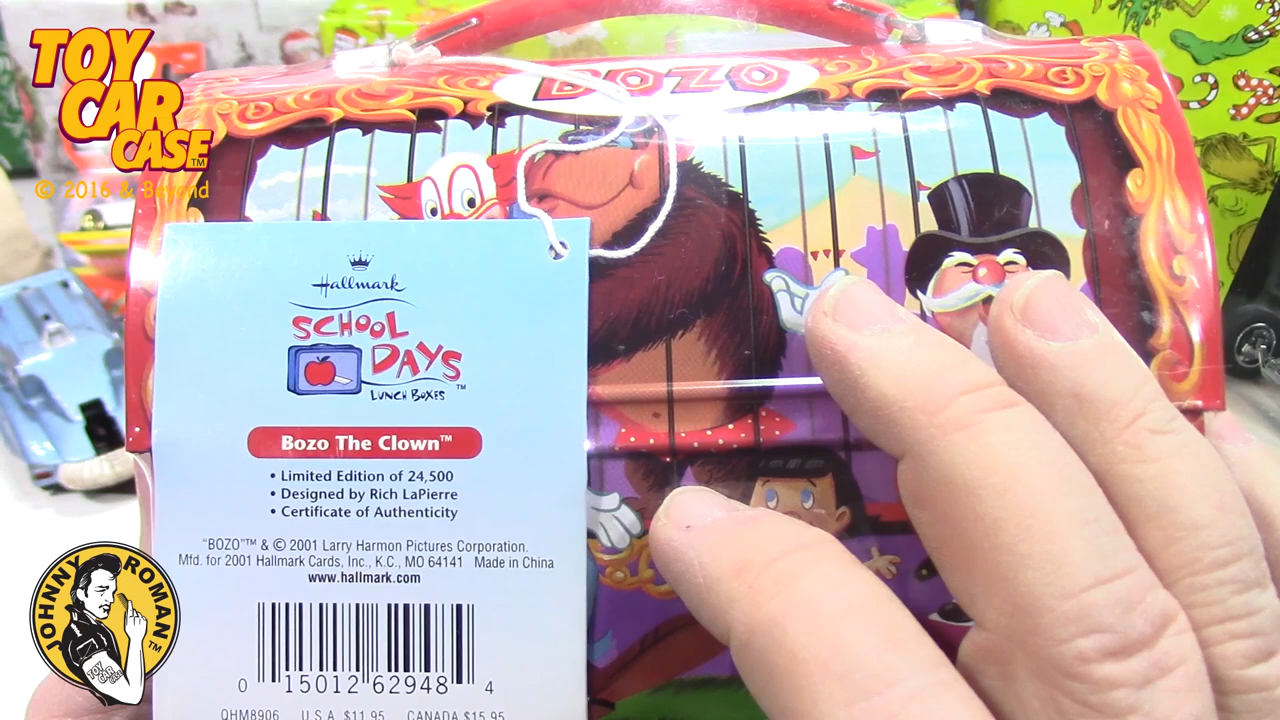 TOY
CAR
CASE™
© 2016 & Beyond
BOZO
Hallmark
SCHOOL
DAYS™
LUNCH BOXES
Bozo The Clown™
• Limited Edition of 24,500
• Designed by Rich LaPierre
• Certificate of Authenticity
"BOZO"™ & © 2001 Larry Harmon Pictures Corporation.
Mfd. for 2001 Hallmark Cards, Inc., K.C., MO 64141 Made in China
www.hallmark.com
0 15012 62948 4
QHM8906 U.S.A. $11.95 CANADA $15.95
JOHNNY ROMAN™
TOY
CAR
CASE